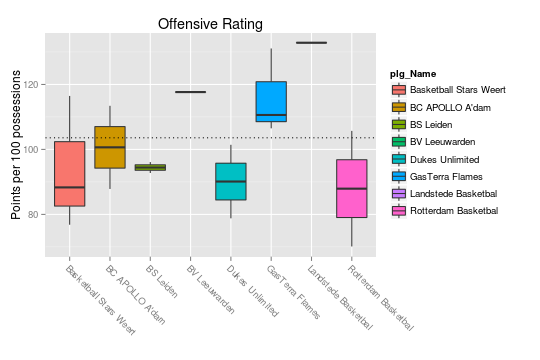 Offensive Rating
Points per 100 possessions
120
100
80
Basketball Stars Weert
BC APOLLO A'dam
BS Leiden
BV Leeuwarden
Dukes Unlimited
GasTerra Flames
Landstede Basketbal
Rotterdam Basketbal
plg_Name
Basketball Stars Weert
BC APOLLO A'dam
BS Leiden
BV Leeuwarden
Dukes Unlimited
GasTerra Flames
Landstede Basketbal
Rotterdam Basketbal